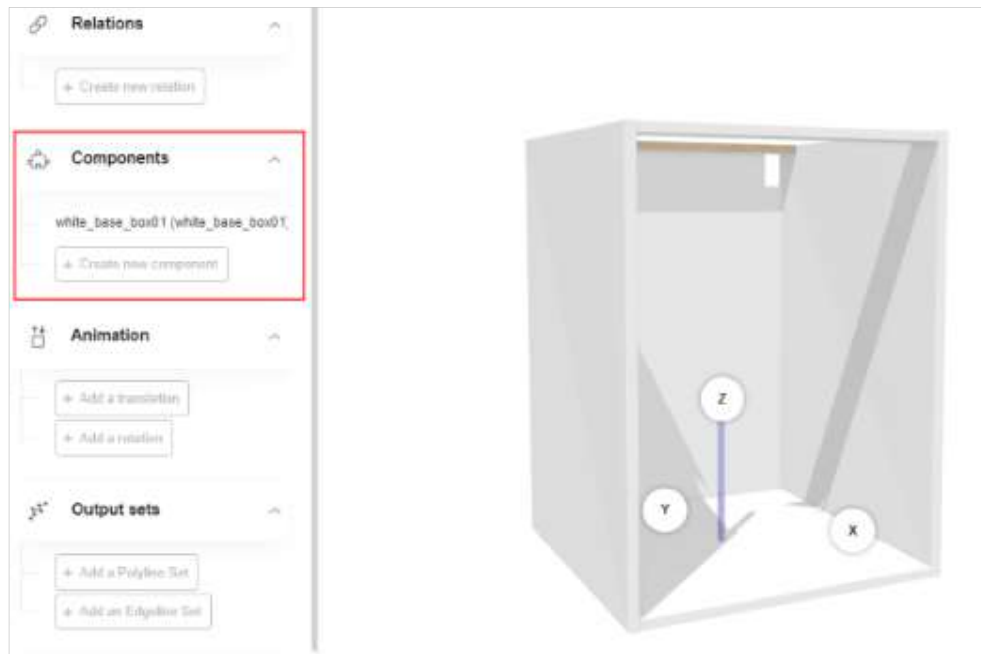 Relations
+ Create new relation
Components
white_base_box01 (white_base_box01,
+ Create new component
Animation
+ Add a translation
+ Add a rotation
Output sets
+ Add a Polyline Set
+ Add an Edgeline Set
Z
Y
X